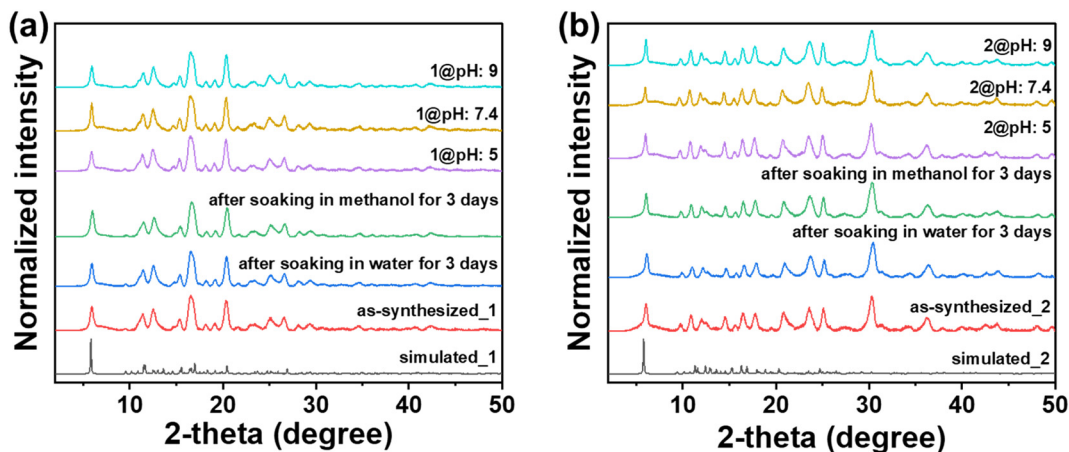 (a)
Normalized intensity
1@pH: 9
1@pH: 7.4
1@pH: 5
after soaking in methanol for 3 days
after soaking in water for 3 days
as-synthesized_1
simulated_1
10 20 30 40 50
2-theta (degree)
(b)
Normalized intensity
2@pH: 9
2@pH: 7.4
2@pH: 5
after soaking in methanol for 3 days
after soaking in water for 3 days
as-synthesized_2
simulated_2
10 20 30 40 50
2-theta (degree)